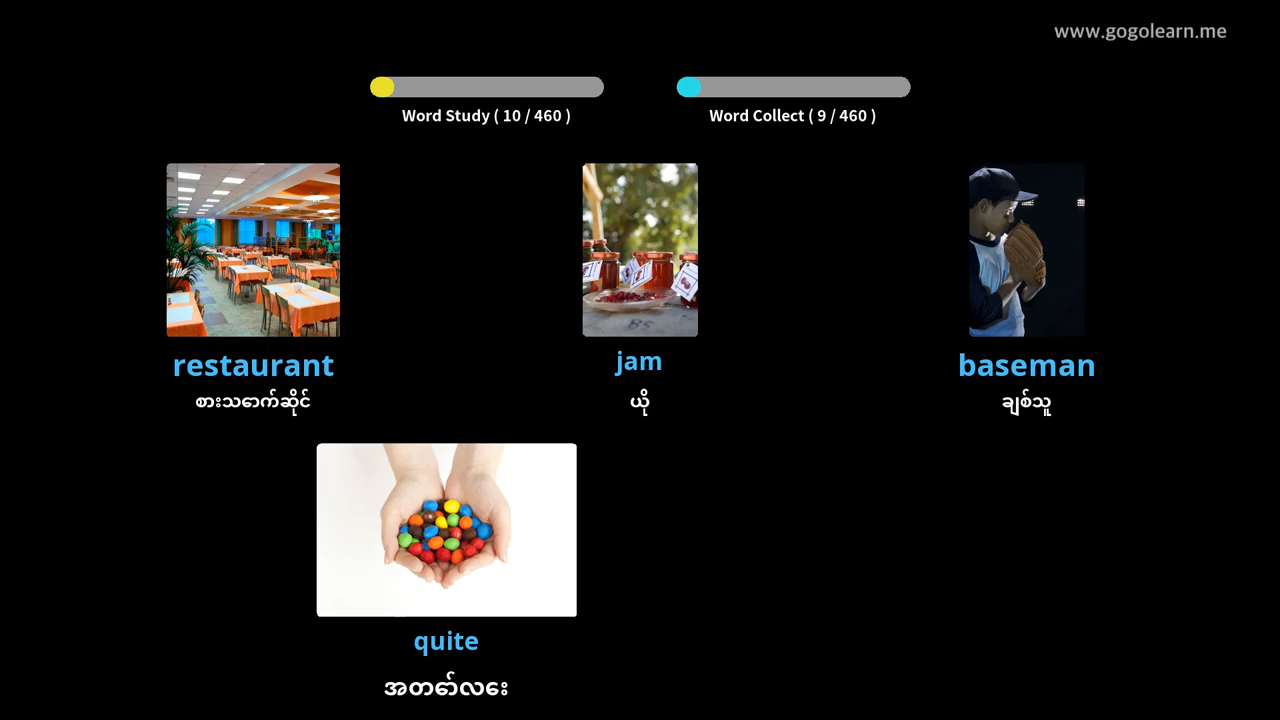 www.gogolearn.me
Word Study ( 10 / 460 )
Word Collect ( 9 / 460 )
restaurant
jam
baseman
စားသောက်ဆိုင်
ယို
ချစ်သူ
quite
အတော်လေး